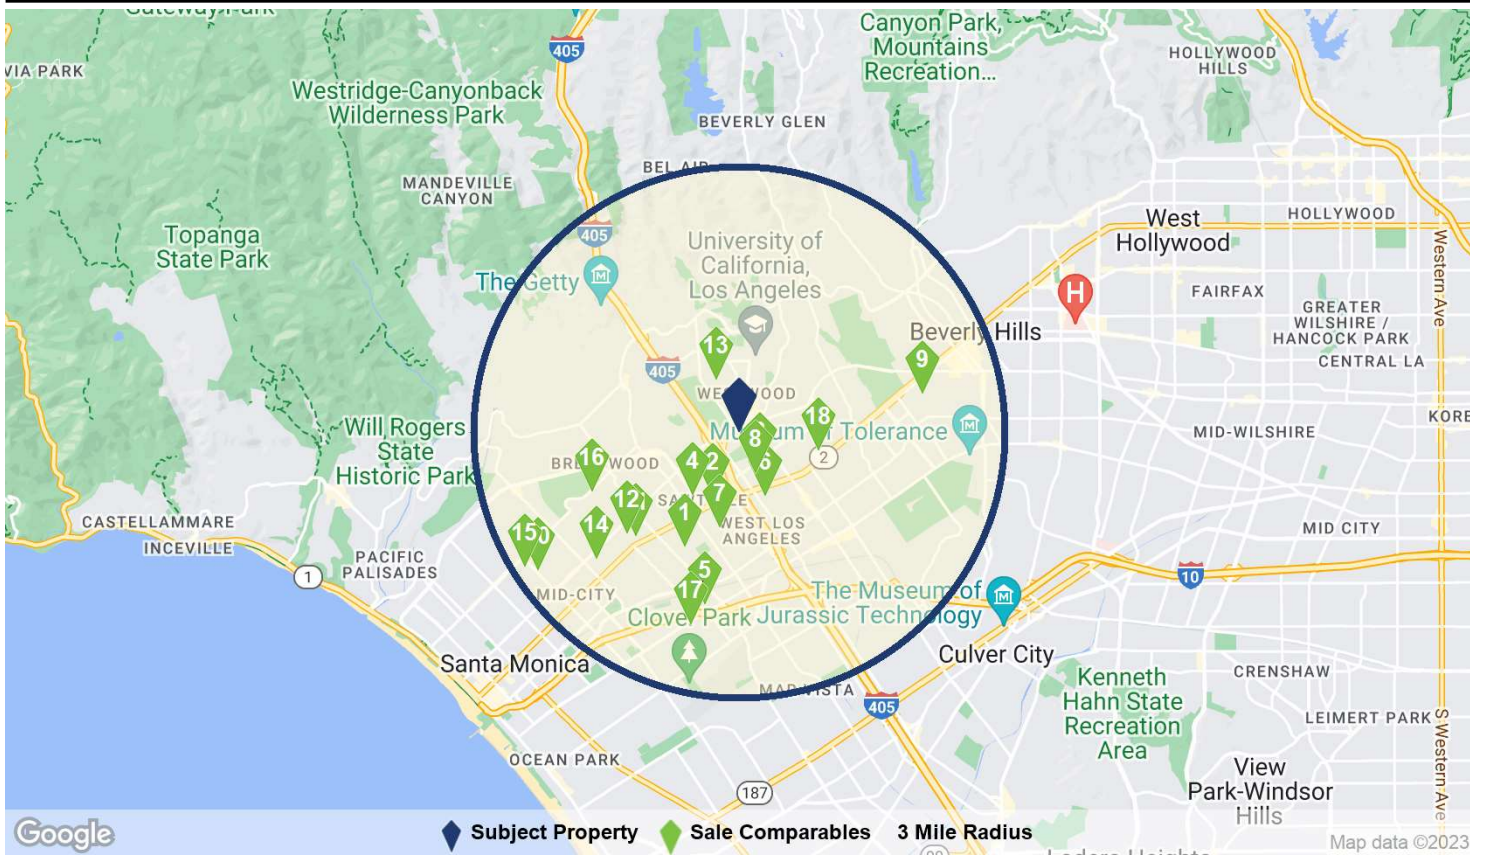 Gateway Park
Canyon Park,
Mountains
Recreation...
405
HOLLYWOOD
HILLS
VIA PARK
Westridge-Canyonback
Wilderness Park
BEVERLY GLEN
BEL AIR
MANDEVILLE
CANYON
West
Hollywood
HOLLYWOOD
Topanga
State Park
405
University of
California,
Los Angeles
Western Ave
The Getty
H
FAIRFAX
GREATER
WILSHIRE /
HANCOCK PARK
Beverly Hills
13
9
405
CENTRAL LA
WESTWOOD
18
KORE
Will Rogers
State
Historic Park
8
Museum of Tolerance
MID-WILSHIRE
2
16
BRENTWOOD
4
2
6
12
SAWTELLE
7
1
14
WEST LOS
ANGELES
15
CASTELLAMMARE
INCEVILLE
MID CITY
PACIFIC
PALISADES
1
5
10
17
MID-CITY
The Museum of
Jurassic Technology
Clover Park
Santa Monica
Culver City
MAR VISTA
405
Kenneth
Hahn State
Recreation
Area
CRENSHAW
LEIMERT PARK
S Western Ave
OCEAN PARK
187
View
Park-Windsor
Hills
Google
Subject Property
Sale Comparables
3 Mile Radius
Map data ©2023
90
Ladera Heights